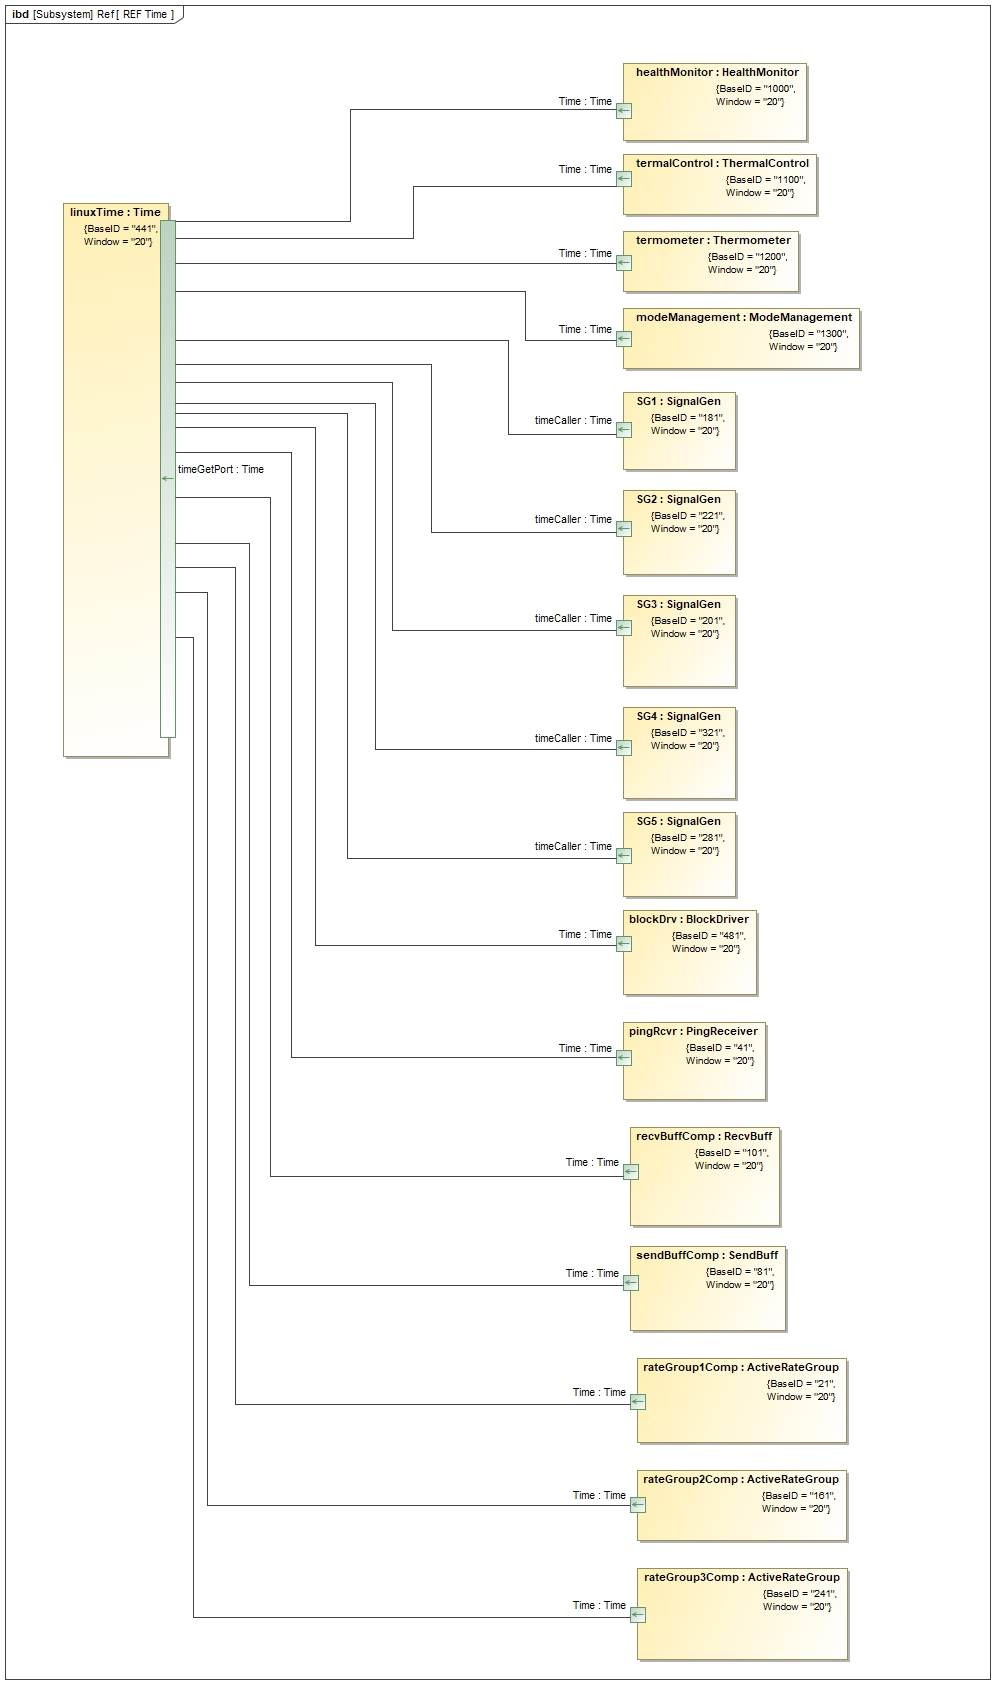 ibd [Subsystem] Ref [ REF Time ]
healthMonitor : HealthMonitor
{BaseID = "1000",
Window = "20"}
Time : Time
termalControl : ThermalControl
{BaseID = "1100",
Window = "20"}
Time : Time
linuxTime : Time
{BaseID = "441",
Window = "20"}
termometer : Thermometer
{BaseID = "1200",
Window = "20"}
Time : Time
modeManagement : ModeManagement
{BaseID = "1300",
Window = "20"}
Time : Time
SG1 : SignalGen
{BaseID = "181",
Window = "20"}
timeCaller : Time
timeGetPort : Time
SG2 : SignalGen
{BaseID = "221",
Window = "20"}
timeCaller : Time
SG3 : SignalGen
{BaseID = "201",
Window = "20"}
timeCaller : Time
SG4 : SignalGen
{BaseID = "321",
Window = "20"}
timeCaller : Time
SG5 : SignalGen
{BaseID = "281",
Window = "20"}
timeCaller : Time
blockDrv : BlockDriver
{BaseID = "481",
Window = "20"}
Time : Time
pingRcvr : PingReceiver
{BaseID = "41",
Window = "20"}
Time : Time
recvBuffComp : RecvBuff
{BaseID = "101",
Window = "20"}
Time : Time
sendBuffComp : SendBuff
{BaseID = "81",
Window = "20"}
Time : Time
rateGroup1Comp : ActiveRateGroup
{BaseID = "21",
Window = "20"}
Time : Time
rateGroup2Comp : ActiveRateGroup
{BaseID = "161",
Window = "20"}
Time : Time
rateGroup3Comp : ActiveRateGroup
{BaseID = "241",
Window = "20"}
Time : Time